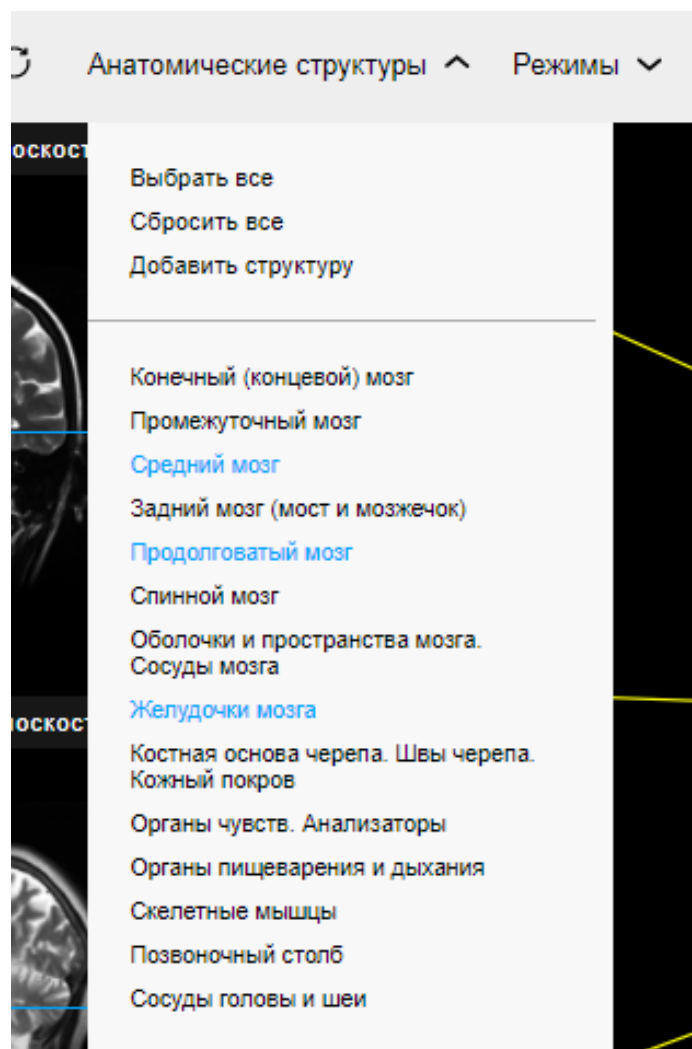 Анатомические структуры Режимы
оскост
Выбрать все
Сбросить все
Добавить структуру
Конечный (концевой) мозг
Промежуточный мозг
Средний мозг
Задний мозг (мост и мозжечок)
Продолговатый мозг
Спинной мозг
Оболочки и пространства мозга.
Сосуды мозга
Желудочки мозга
лоскос
Костная основа черепа. Швы черепа.
Кожный покров
Органы чувств. Анализаторы
Органы пищеварения и дыхания
Скелетные мышцы
Позвоночный столб
Сосуды головы и шеи